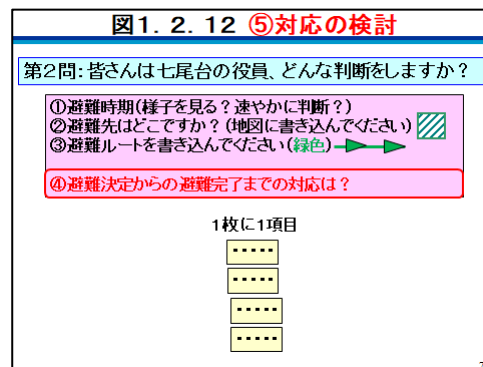 図1.2.12 ⑤対応の検討
第2問:皆さんは七尾台の役員、どんな判断をしますか?
①避難時期(様子を見る?速やかに判断?)
②避難先はどこですか?(地図に書き込んでください)
③避難ルートを書き込んでください(緑色)
④避難決定からの避難完了までの対応は?
1枚に1項目
・・・・・
・・・・・
・・・・・
・・・・・